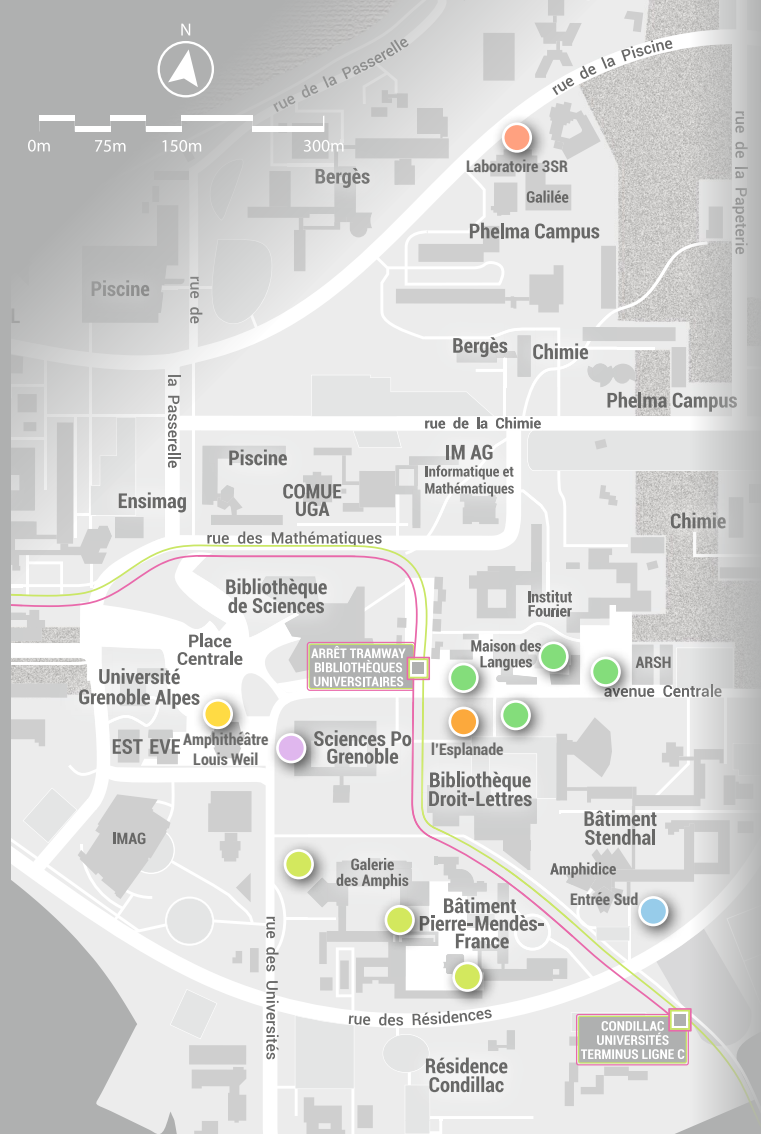 N
0m 75m 150m 300m
rue de la Passerelle
rue de la Piscine
rue de la Papeterie
Bergès
Laboratoire 3SR
Galilée
Phelma Campus
Piscine
rue de
la Passerelle
L
Bergès
Chimie
Phelma Campus
rue de la Chimie
Piscine
IM AG
Informatique et
Mathématiques
COMUE
UGA
Ensimag
Chimie
rue des Mathématiques
Bibliothèque
de Sciences
Institut
Fourier
Place
Centrale
ARRÊT TRAMWAY
BIBLIOTHÈQUES
UNIVERSITAIRES
Maison des
Langues
ARSH
Université
Grenoble Alpes
avenue Centrale
EST EVE
Amphithéâtre
Louis Weil
Sciences Po
Grenoble
l'Esplanade
Bibliothèque
Droit-Lettres
Bâtiment
Stendhal
IMAG
Galerie
des Amphis
Amphidice
Entrée Sud
Bâtiment
Pierre-Mendès-
France
rue des Universités
rue des Résidences
CONDILLAC
UNIVERSITÉS
TERMINUS LIGNE C
Résidence
Condillac